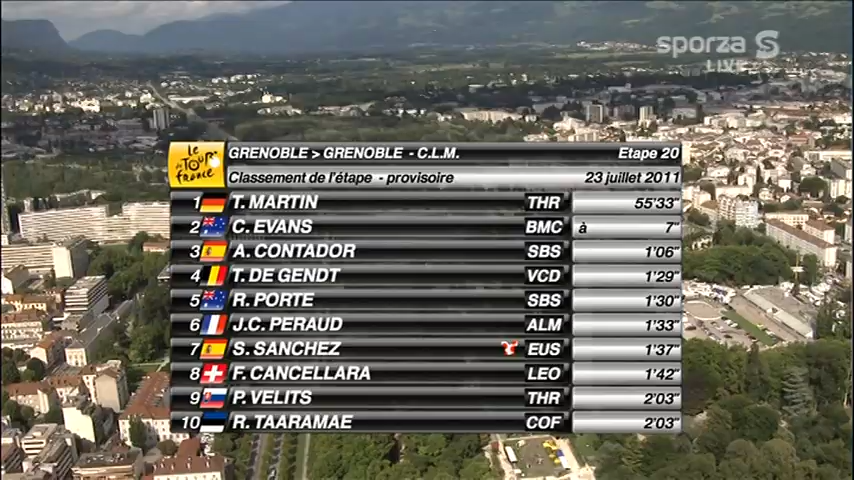 sporza S
LIVE
le TOUR de france
GRENOBLE > GRENOBLE - C.L.M. Etape 20
Classement de l'étape - provisoire 23 juillet 2011
1 T. MARTIN THR 55'33"
2 C. EVANS BMC à 7"
3 A. CONTADOR SBS 1'06"
4 T. DE GENDT VCD 1'29"
5 R. PORTE SBS 1'30"
6 J.C. PERAUD ALM 1'33"
7 S. SANCHEZ EUS 1'37"
8 F. CANCELLARA LEO 1'42"
9 P. VELITS THR 2'03"
10 R. TAARAMAE COF 2'03"